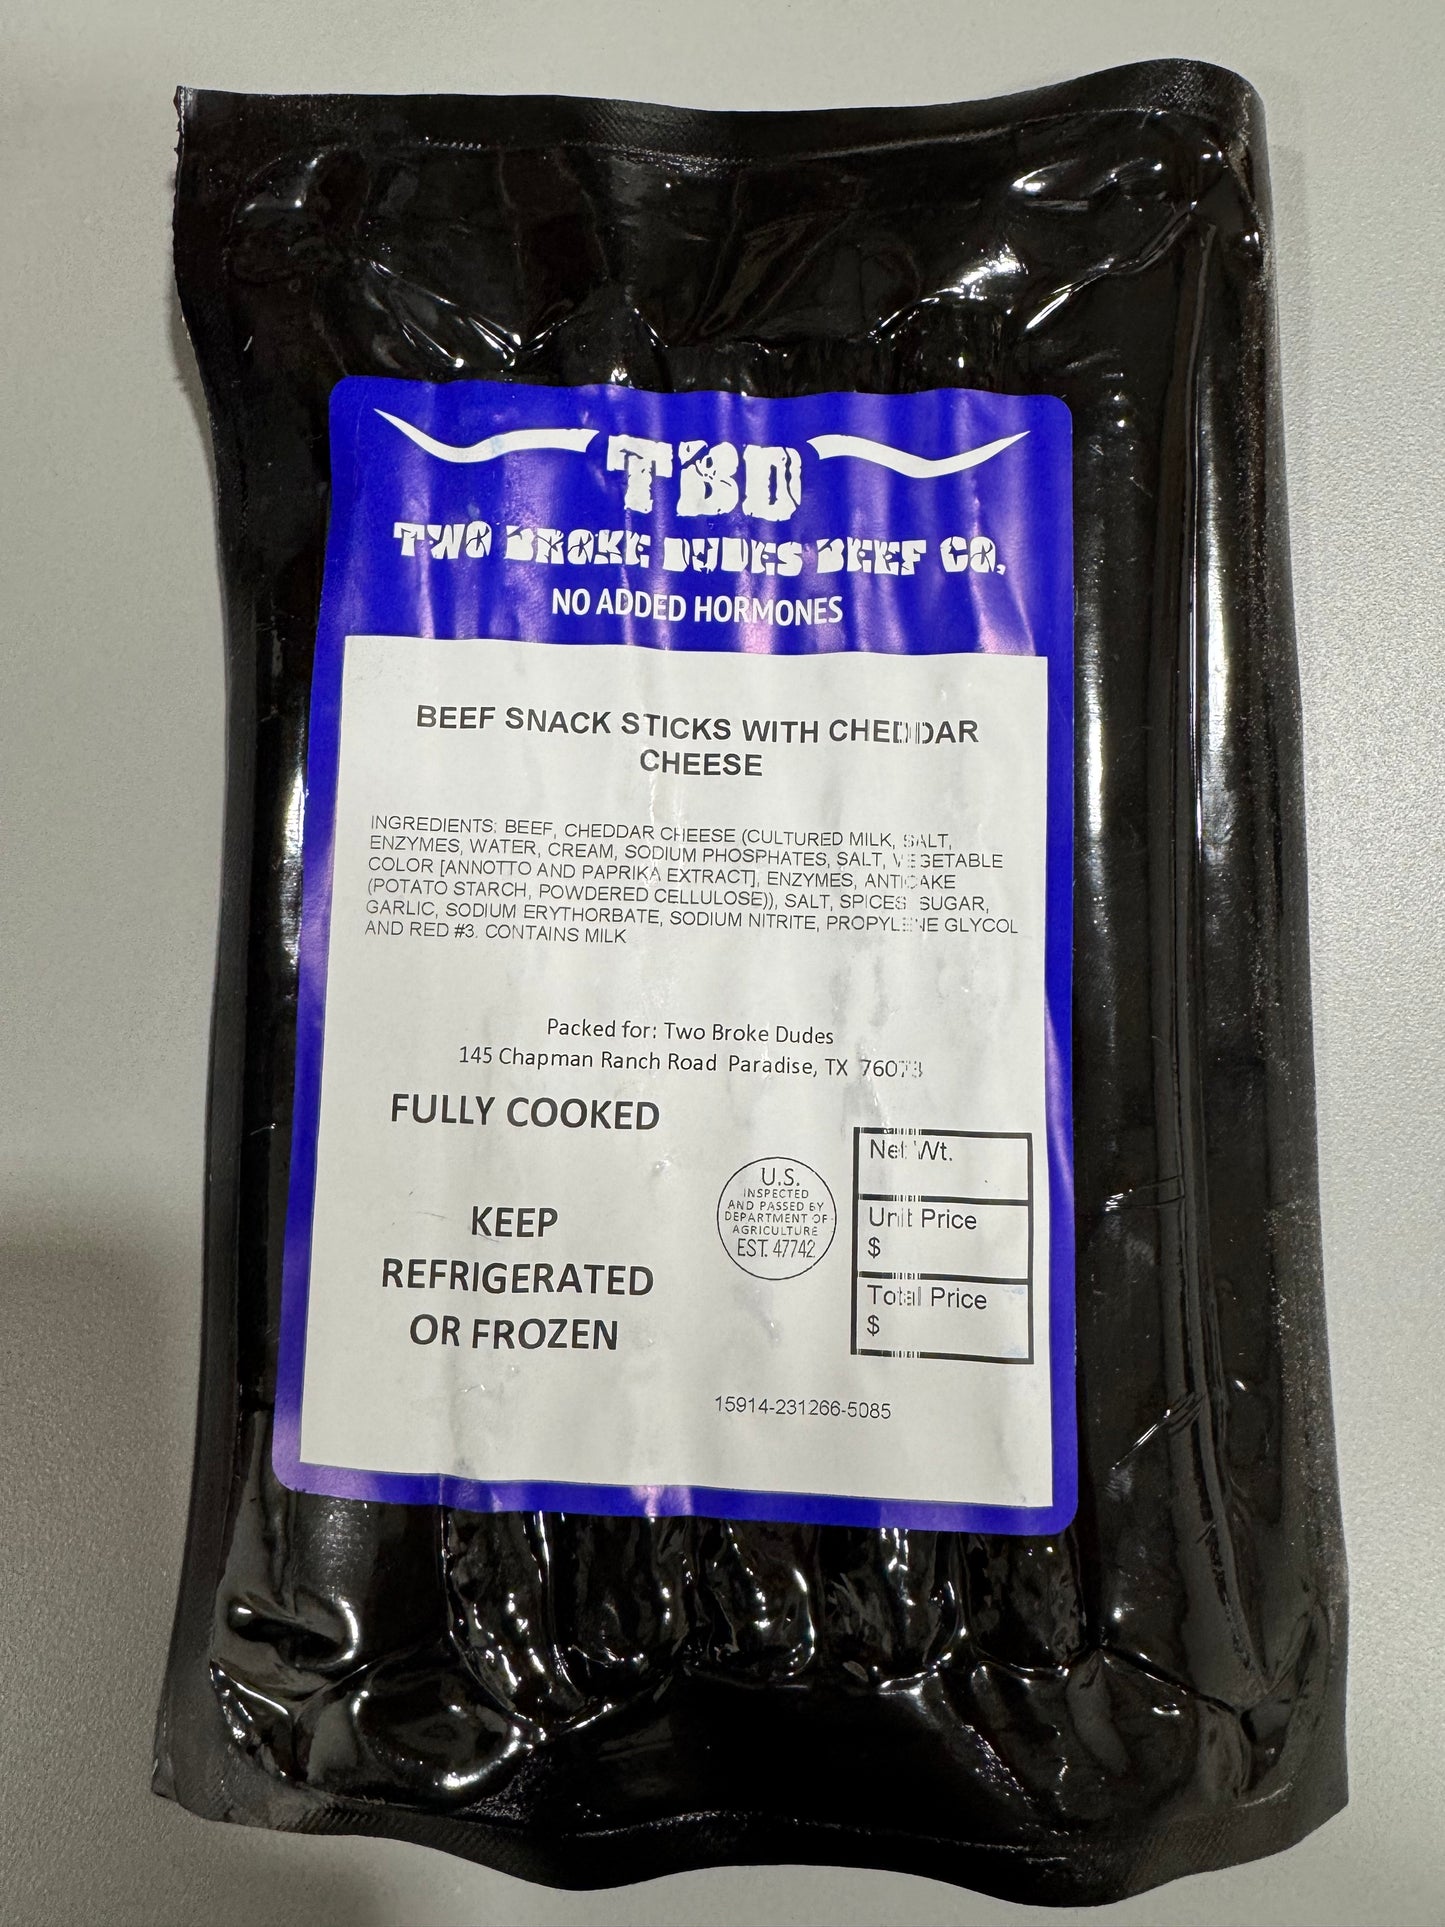 TBD
TWO BROKE DUDES BEEF CO.
NO ADDED HORMONES
BEEF SNACK STICKS WITH CHEDDAR
CHEESE
INGREDIENTS: BEEF, CHEDDAR CHEESE (CULTURED MILK, SALT,
ENZYMES, WATER, CREAM, SODIUM PHOSPHATES, SALT, VEGETABLE
COLOR [ANNOTTO AND PAPRIKA EXTRACT], ENZYMES, ANTICAKE
(POTATO STARCH, POWDERED CELLULOSE)), SALT, SPICES, SUGAR,
GARLIC, SODIUM ERYTHORBATE, SODIUM NITRITE, PROPYLENE GLYCOL
AND RED #3. CONTAINS MILK
Packed for: Two Broke Dudes
145 Chapman Ranch Road Paradise, TX 76073
FULLY COOKED
KEEP
REFRIGERATED
OR FROZEN
U.S.
INSPECTED
AND PASSED BY
DEPARTMENT OF
AGRICULTURE
EST. 47742
Net Wt.
Unit Price
$
Total Price
$
15914-231266-5085